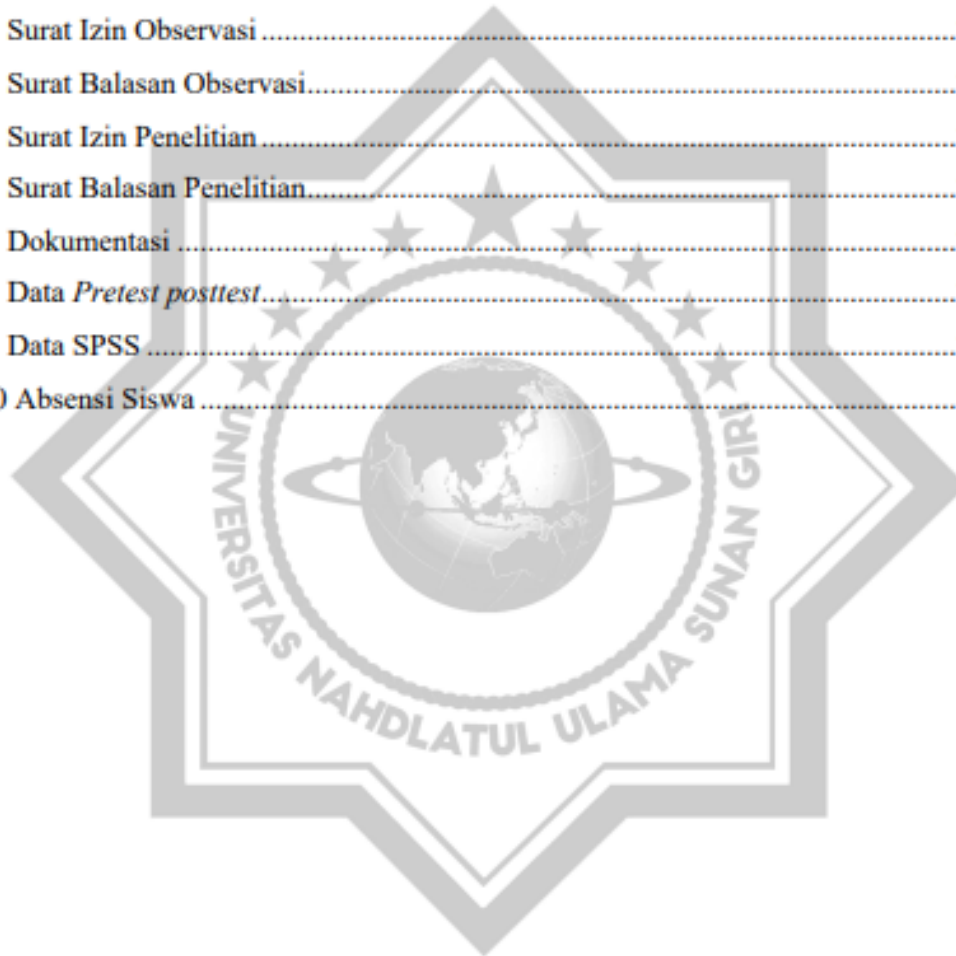 Surat Izin Observasi ........................................................................................
Surat Balasan Observasi........................................................................................
Surat Izin Penelitian ........................................................................................
Surat Balasan Penelitian........................................................................................
Dokumentasi ........................................................................................
Data Pretest posttest........................................................................................
Data SPSS ........................................................................................
0 Absensi Siswa ........................................................................................
UNIVERSITAS NAHDLATUL ULAMA SUNAN GIRI